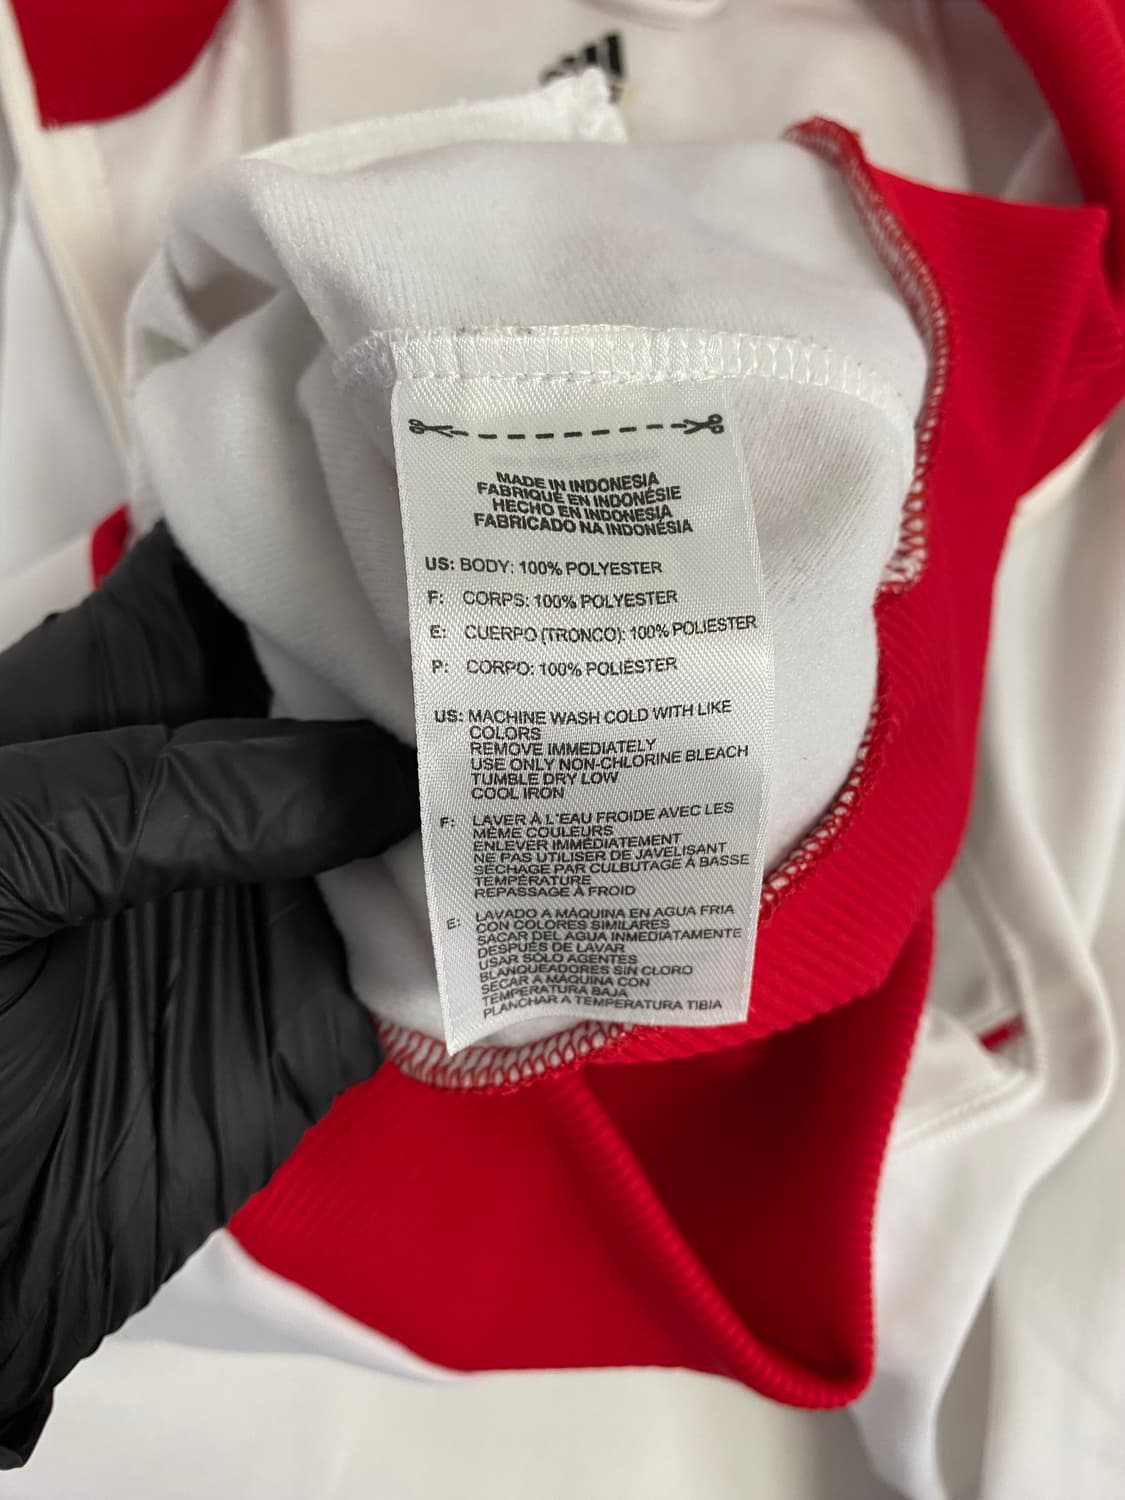 MADE IN INDONESIA
FABRIQUÉ EN INDONÉSIE
HECHO EN INDONESIA
FABRICADO NA INDONÉSIA
US: BODY: 100% POLYESTER
F: CORPS: 100% POLYESTER
E: CUERPO (TRONCO): 100% POLIESTER
P: CORPO: 100% POLIÉSTER
US: MACHINE WASH COLD WITH LIKE
COLORS
REMOVE IMMEDIATELY
USE ONLY NON-CHLORINE BLEACH
TUMBLE DRY LOW
COOL IRON
F: LAVER À L'EAU FROIDE AVEC LES
MÊME COULEURS
ENLEVER IMMÉDIATEMENT
NE PAS UTILISER DE JAVELISANT
SÉCHAGE PAR CULBUTAGE À BASSE
TEMPÉRATURE
REPASSAGE À FROID
E: LAVADO A MÁQUINA EN AGUA FRIA
CON COLORES SIMILARES
SACAR DEL AGUA INMEDIATAMENTE
DESPUÉS DE LAVAR
USAR SÓLO AGENTES
BLANQUEADORES SIN CLORO
SECAR A MÁQUINA CON
TEMPERATURA BAJA
PLANCHAR A TEMPERATURA TIBIA